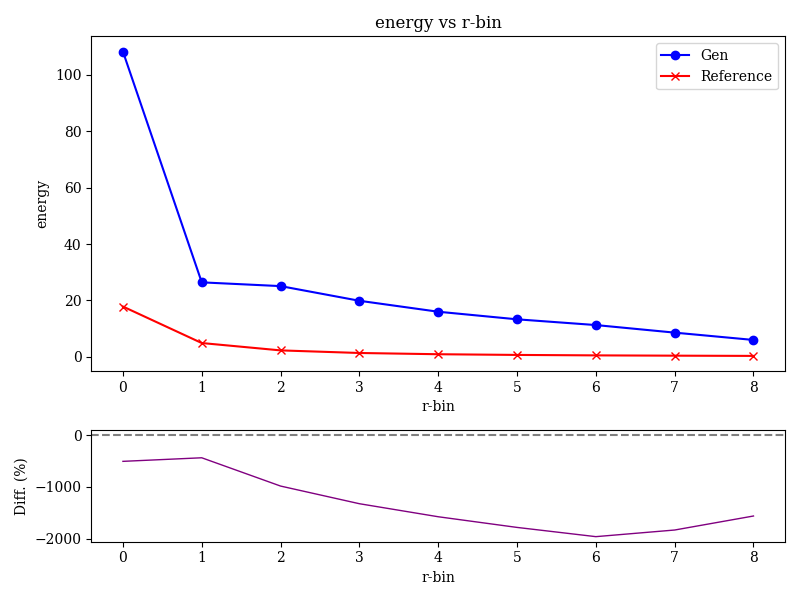 energy vs r-bin
Gen
Reference
100
80
60
40
20
0
energy
0 1 2 3 4 5 6 7 8
r-bin
0
−1000
−2000
Diff. (%)
0 1 2 3 4 5 6 7 8
r-bin